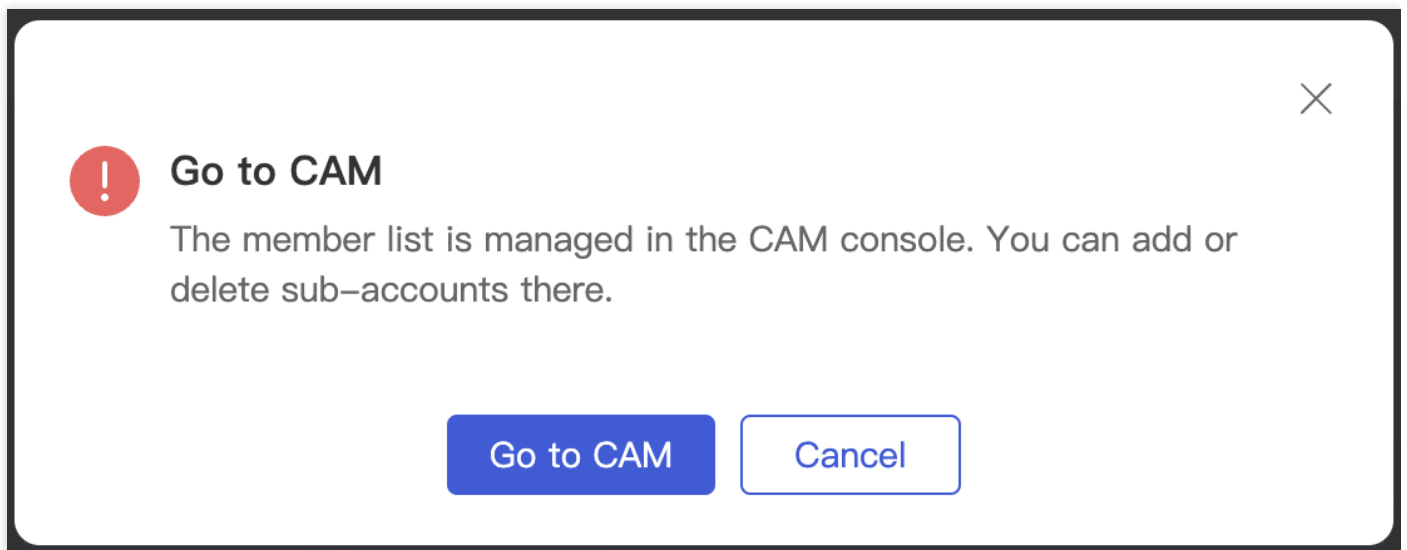 Go to CAM
The member list is managed in the CAM console. You can add or
delete sub–accounts there.
Go to CAM
Cancel